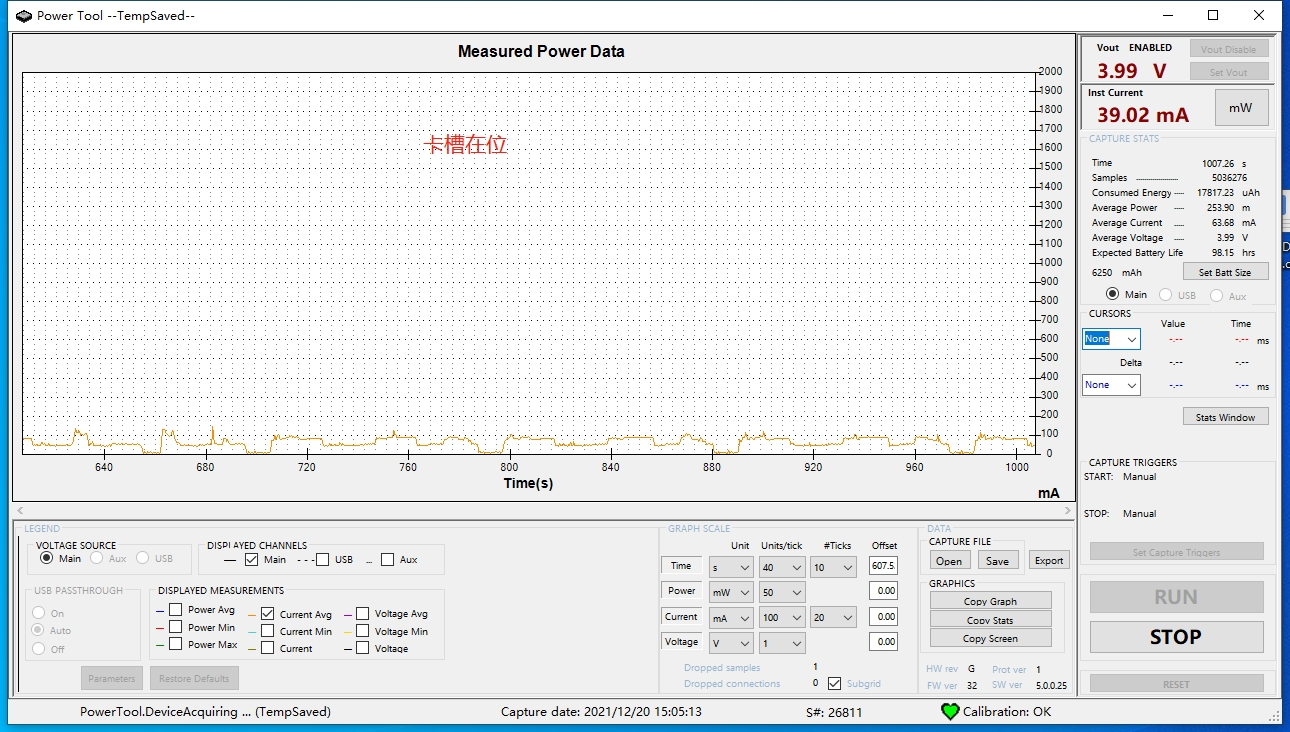 Power Tool --TempSaved--
Measured Power Data
卡槽在位
2000
1900
1800
1700
1600
1500
1400
1300
1200
1100
1000
900
800
700
600
500
400
300
200
100
0
640 680 720 760 800 840 880 920 960 1000
Time(s)
mA
Vout ENABLED
3.99 V
Vout Disable
Set Vout
Inst Current
39.02 mA
mW
CAPTURE STATS
Time 1007.26 s
Samples 5036276
Consumed Energy 17817.23 uAh
Average Power 253.90 m
Average Current 63.68 mA
Average Voltage 3.99 V
Expected Battery Life 98.15 hrs
6250 mAh Set Batt Size
Main USB Aux
CURSORS
Value Time
None -.-- -.-- ms
Delta -.-- -.--
None -.-- -.-- ms
Stats Window
CAPTURE TRIGGERS
START: Manual
STOP: Manual
Set Capture Triggers
RUN
STOP
RESET
LEGEND
VOLTAGE SOURCE
Main Aux USB
DISPLAYED CHANNELS
Main USB Aux
USB PASSTHROUGH
On
Auto
Off
DISPLAYED MEASUREMENTS
Power Avg Current Avg Voltage Avg
Power Min Current Min Voltage Min
Power Max Current Voltage
Parameters Restore Defaults
GRAPH SCALE
Unit Units/tick #Ticks Offset
Time s 40 10 607.5
Power mW 50 0.00
Current mA 100 20 0.00
Voltage V 1 0.00
Dropped samples 1
Dropped connections 0 Subgrid
DATA
CAPTURE FILE
Open Save Export
GRAPHICS
Copy Graph
Copy Stats
Copy Screen
HW rev G Prot ver 1
FW ver 32 SW ver 5.0.0.25
PowerTool.DeviceAcquiring ... (TempSaved) Capture date: 2021/12/20 15:05:13 S#: 26811 Calibration: OK